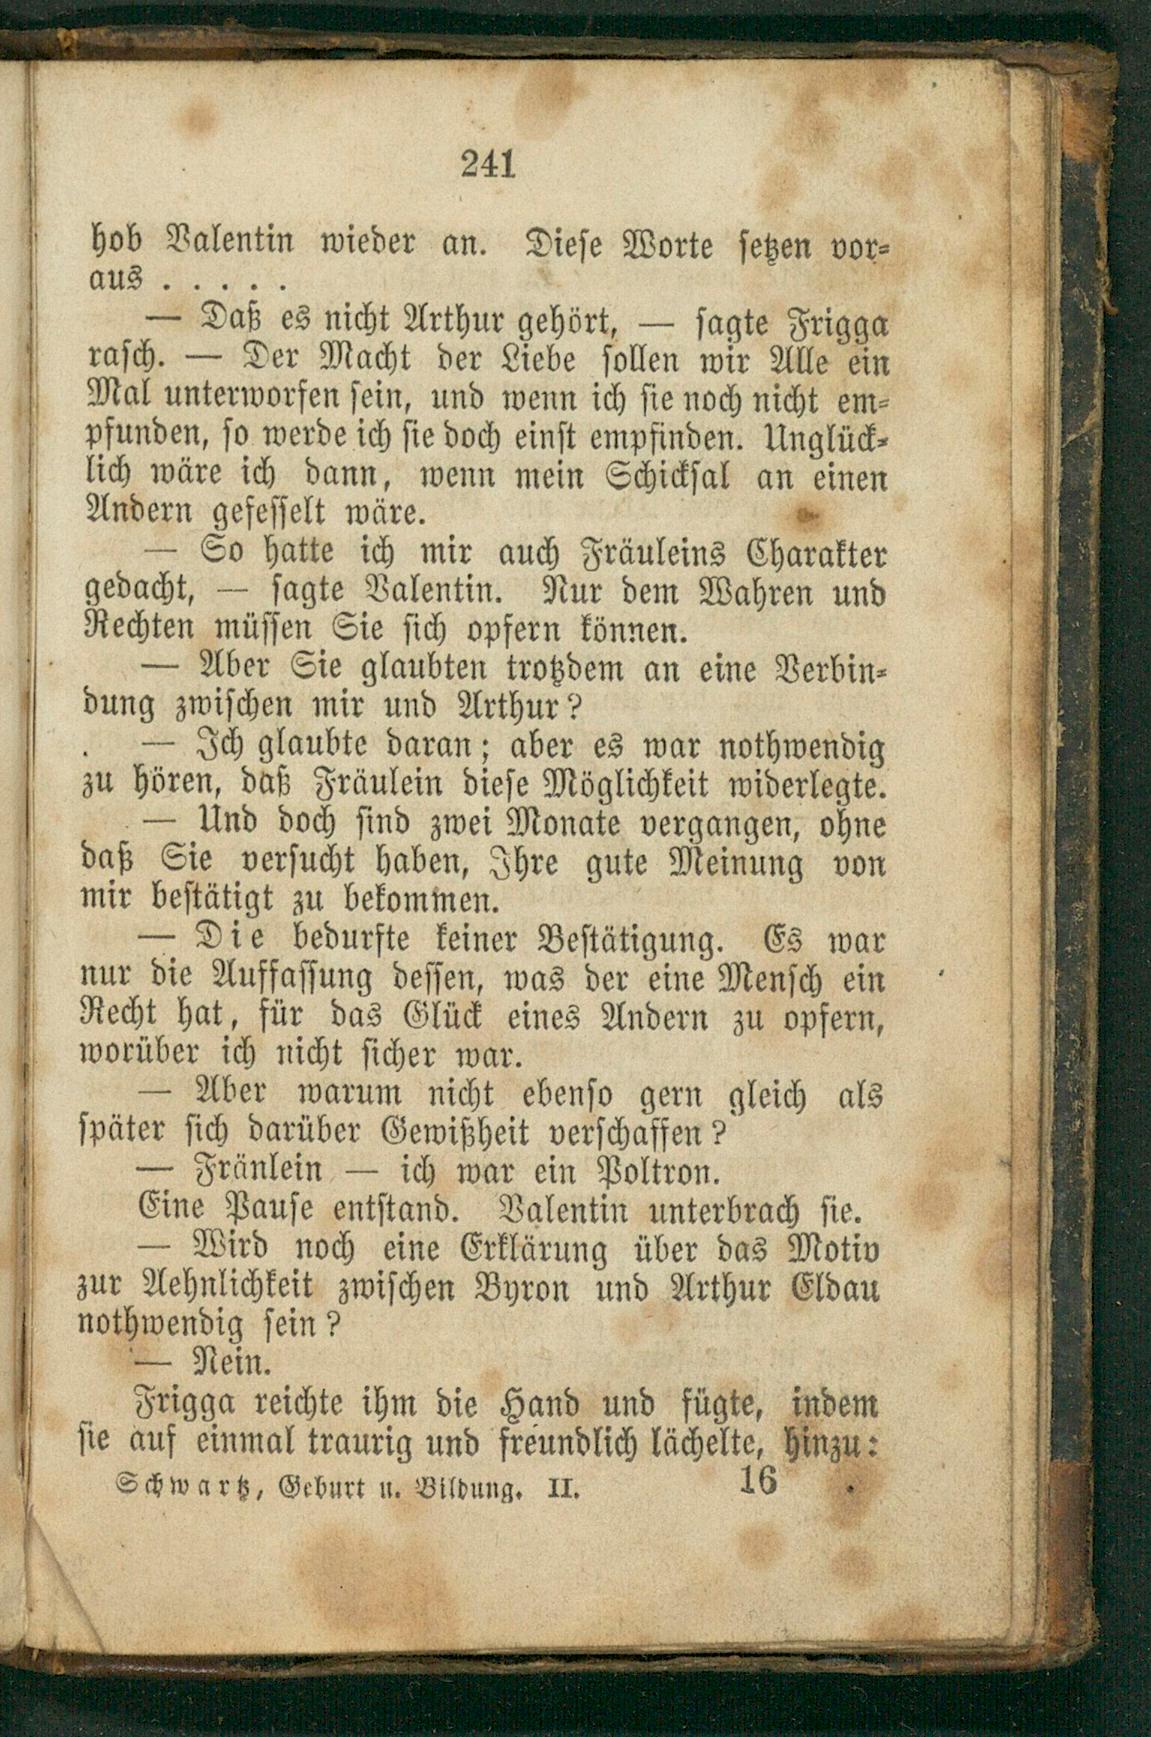 241
hob Valentin wieder an. Diese Worte setzen vor-
aus . . . . .
— Daß es nicht Arthur gehört, — sagte Frigga
rasch. — Der Macht der Liebe sollen wir Alle ein
Mal unterworfen sein, und wenn ich sie noch nicht em-
pfunden, so werde ich sie doch einst empfinden. Unglück-
lich wäre ich dann, wenn mein Schicksal an einen
Andern gefesselt wäre.
— So hatte ich mir auch Fräuleins Charakter
gedacht, — sagte Valentin. Nur dem Wahren und
Rechten müssen Sie sich opfern können.
— Aber Sie glaubten trotzdem an eine Verbin-
dung zwischen mir und Arthur?
— Ich glaubte daran; aber es war nothwendig
zu hören, daß Fräulein diese Möglichkeit widerlegte.
— Und doch sind zwei Monate vergangen, ohne
daß Sie versucht haben, Ihre gute Meinung von
mir bestätigt zu bekommen.
— Die bedurfte keiner Bestätigung. Es war
nur die Auffassung dessen, was der eine Mensch ein
Recht hat, für das Glück eines Andern zu opfern,
worüber ich nicht sicher war.
— Aber warum nicht ebenso gern gleich als
später sich darüber Gewißheit verschaffen?
— Fränlein — ich war ein Poltron.
Eine Pause entstand. Valentin unterbrach sie.
— Wird noch eine Erklärung über das Motiv
zur Aehnlichkeit zwischen Byron und Arthur Eldau
nothwendig sein?
— Nein.
Frigga reichte ihm die Hand und fügte, indem
sie auf einmal traurig und freundlich lächelte, hinzu:
Schwartz, Geburt u. Bildung. II. 16